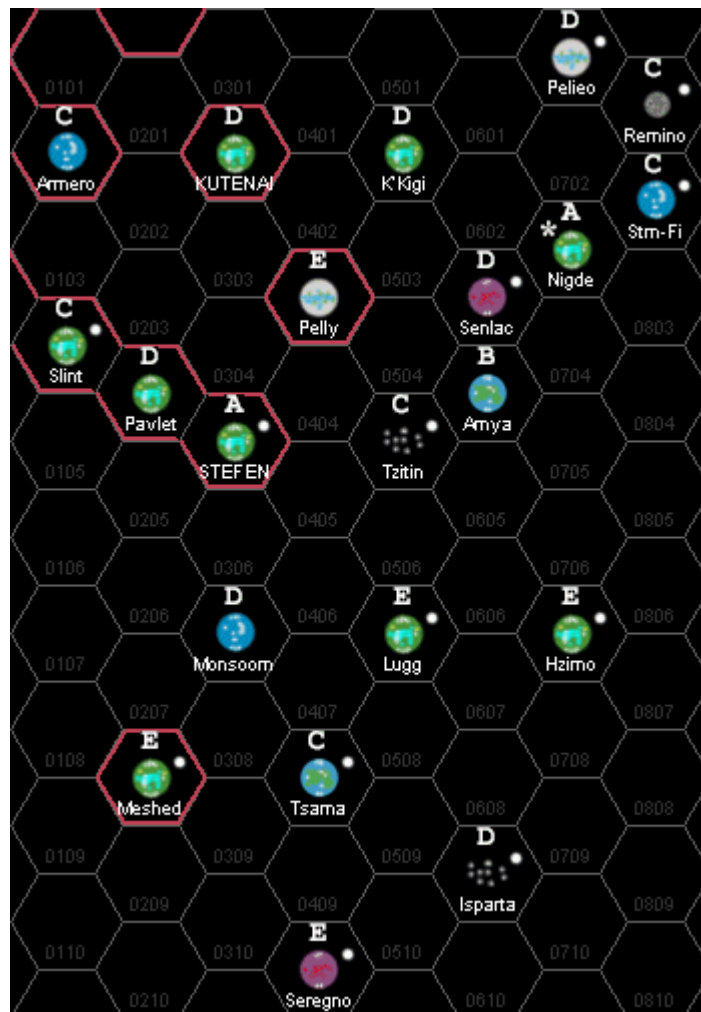 D
C
0101 0301 0501 Pelieo
C D D
0201 0401 0601 Remino
C
Armero KUTENAI K'Kigi 0702
A
0202 0402 0602 * Stm-Fi
E D
0103 0303 0503 Nigde
C
0203 Pelly Senlac 0803
D B
Slint 0304 0504 0704
A C
Pavlet 0404 Amya 0804
0105 STEFEN Tzitin 0705
0205 0405 0605 0805
0106 0306 0506 0706
D E E
0206 0406 0606 0806
0107 Monsoom Lugg Hzimo
0207 0407 0607 0807
E C
0108 0308 0508 0708
Meshed Tsama 0608 0808
D
0109 0309 0509 0709
0209 0409 Isparta 0809
E
0110 0310 0510 0710
0210 Seregno 0610 0810